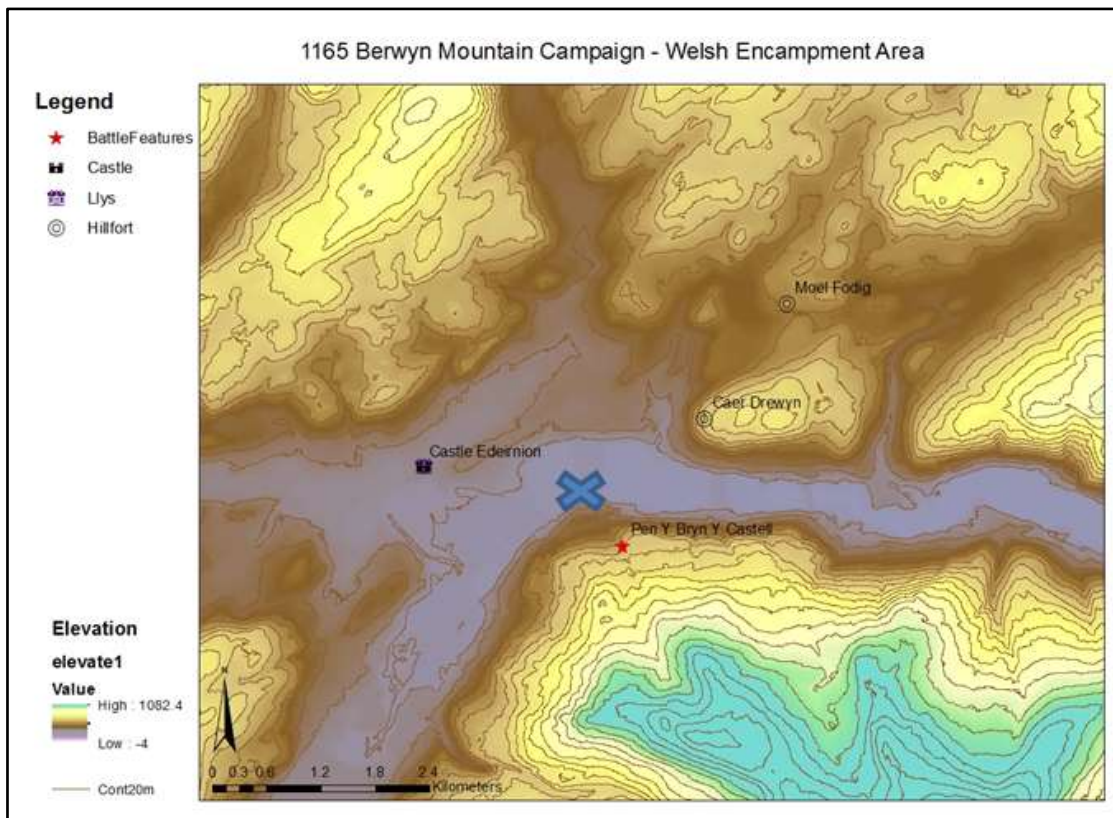 1165 Berwyn Mountain Campaign - Welsh Encampment Area
Legend
BattleFeatures
Castle
Llys
Hillfort
Moel Fodig
Caer Drewyn
Castle Edeirnion
Pen Y Bryn Y Castell
Elevation
elevate1
Value
High : 1082.4
Low : -4
Cont20m
N
0 0.3 0.6 1.2 1.8 2.4
Kilometers